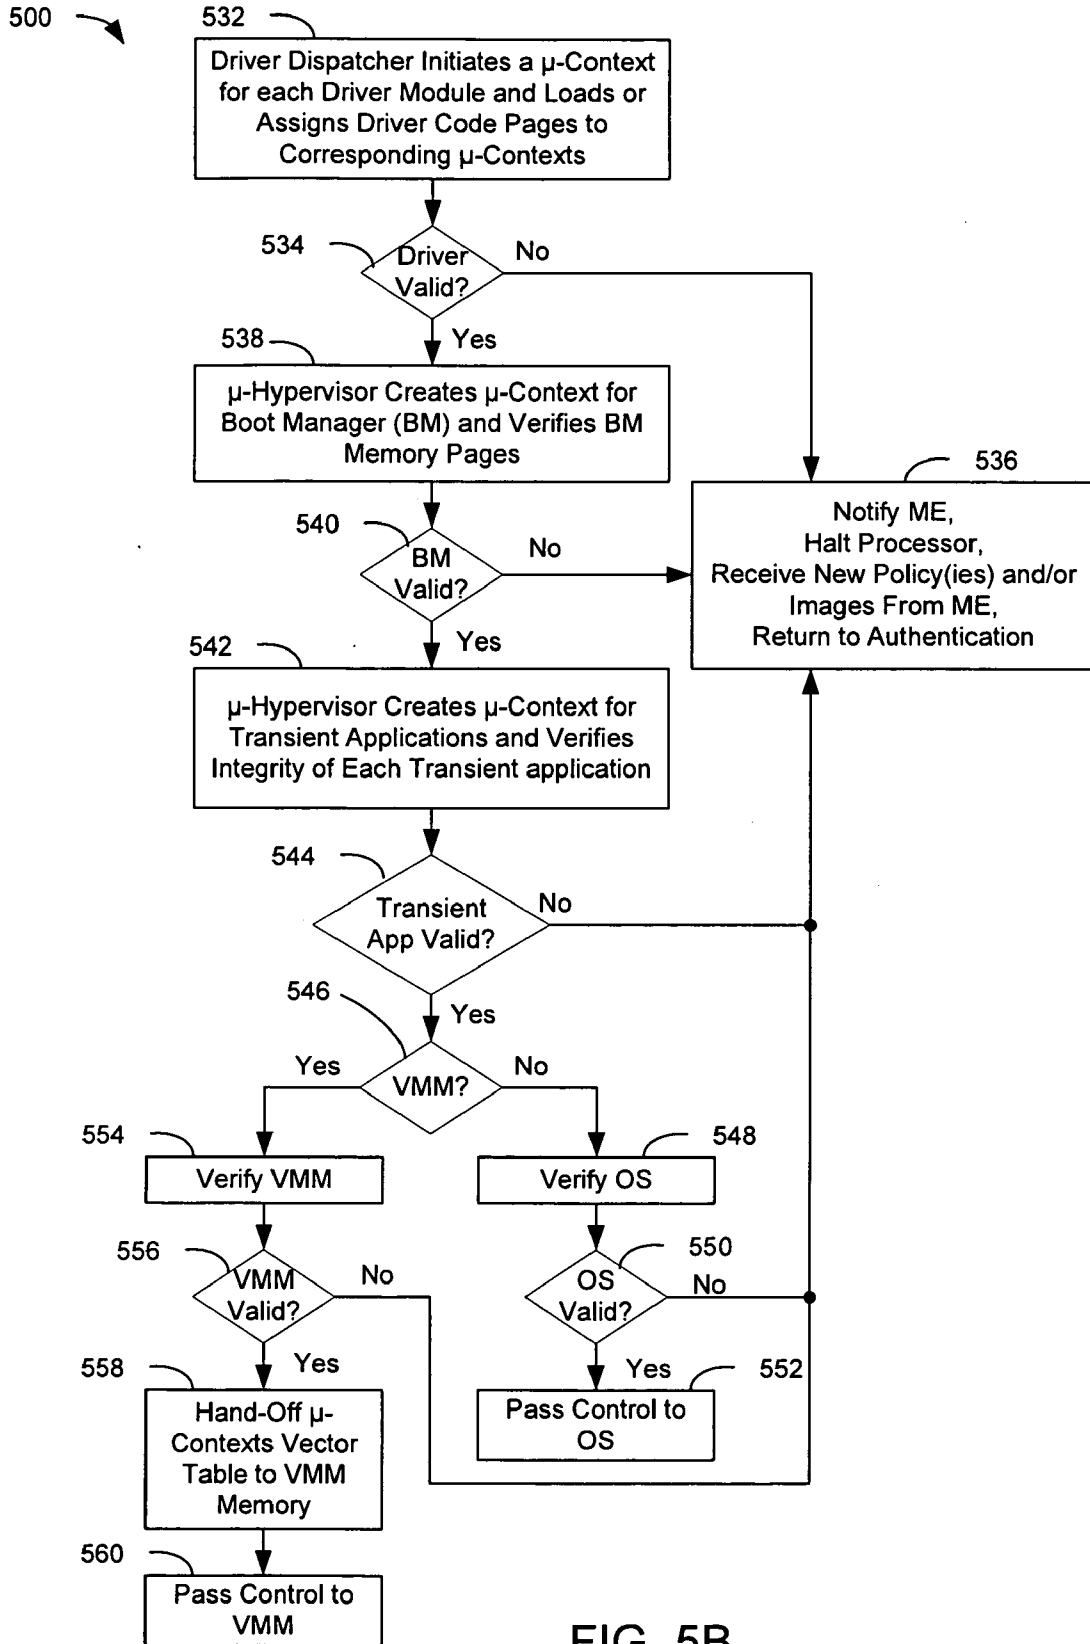 500
532
Driver Dispatcher Initiates a µ-Context
for each Driver Module and Loads or
Assigns Driver Code Pages to
Corresponding µ-Contexts
534
Driver
Valid?
No
Yes
538
µ-Hypervisor Creates µ-Context for
Boot Manager (BM) and Verifies BM
Memory Pages
536
Notify ME,
Halt Processor,
Receive New Policy(ies) and/or
Images From ME,
Return to Authentication
540
BM
Valid?
No
Yes
542
µ-Hypervisor Creates µ-Context for
Transient Applications and Verifies
Integrity of Each Transient application
544
Transient
App Valid?
No
Yes
546
VMM?
Yes
No
554
Verify VMM
548
Verify OS
556
VMM
Valid?
No
Yes
550
OS
Valid?
No
Yes
558
Hand-Off µ-
Contexts Vector
Table to VMM
Memory
552
Pass Control to
OS
560
Pass Control to
VMM
FIG. 5B